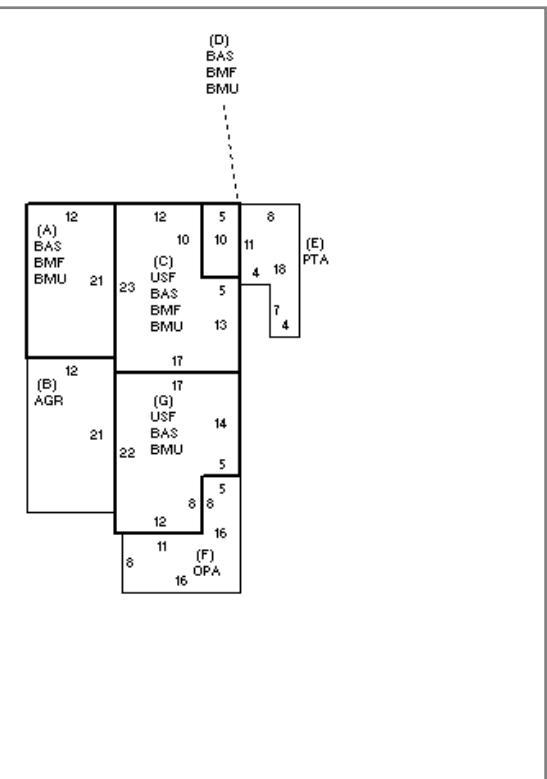 (D)
BAS
BMF
BMU
12
12
5
8
(A)
BAS
BMF
BMU
10
10
11
(E)
PTA
(C)
USF
BAS
BMF
BMU
4
18
21
23
5
7
4
13
17
12
17
(B)
AGR
(G)
USF
BAS
BMU
14
21
22
5
5
8
8
12
16
11
(F)
OPA
8
16